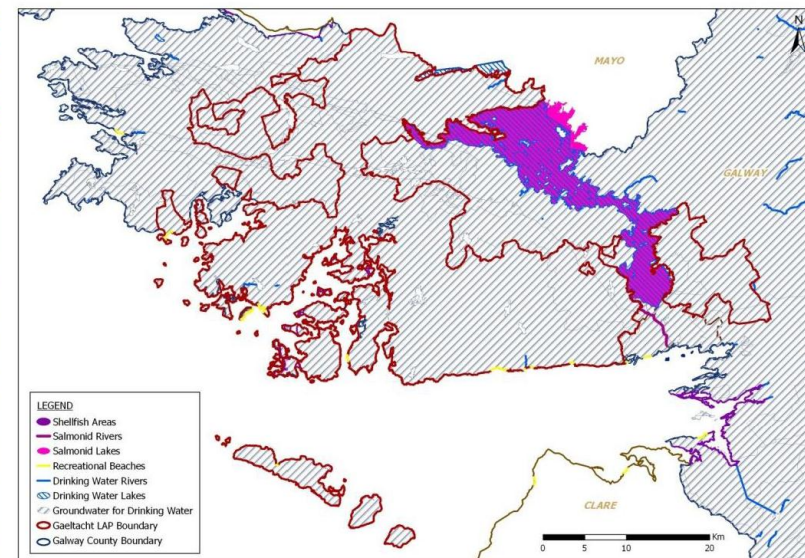 N
MAYO
GALWAY
LEGEND
Shellfish Areas
Salmonid Rivers
Salmonid Lakes
Recreational Beaches
Drinking Water Rivers
Drinking Water Lakes
Groundwater for Drinking Water
Gaeltacht LAP Boundary
Galway County Boundary
CLARE
Km
0 5 10 20